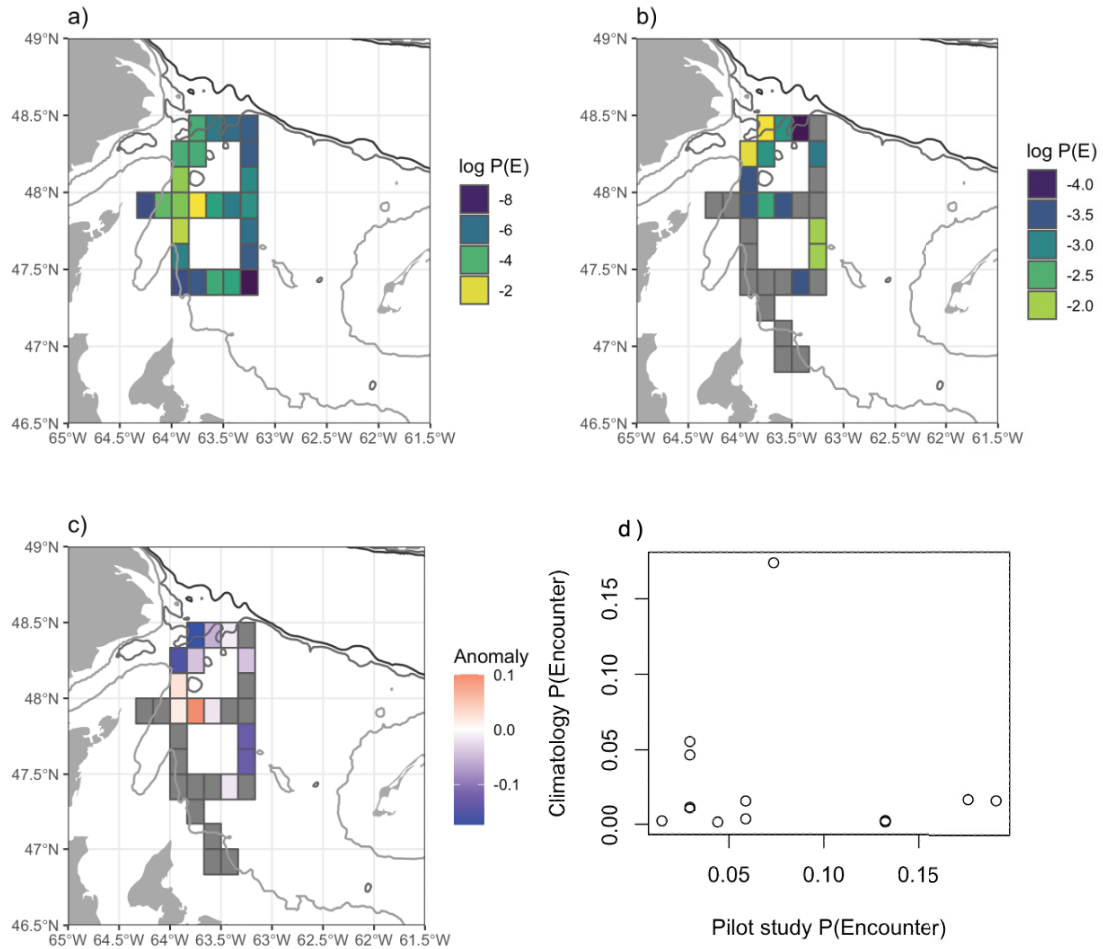 a)
49°N
48.5°N
48°N
47.5°N
47°N
46.5°N
65°W 64.5°W 64°W 63.5°W 63°W 62.5°W 62°W 61.5°W
log P(E)
-8
-6
-4
-2
b)
49°N
48.5°N
48°N
47.5°N
47°N
46.5°N
65°W 64.5°W 64°W 63.5°W 63°W 62.5°W 62°W 61.5°W
log P(E)
-4.0
-3.5
-3.0
-2.5
-2.0
c)
49°N
48.5°N
48°N
47.5°N
47°N
46.5°N
65°W 64.5°W 64°W 63.5°W 63°W 62.5°W 62°W 61.5°W
Anomaly
0.1
0.0
-0.1
d)
Climatology P(Encounter)
0.15
0.10
0.05
0.00
0.05 0.10 0.15
Pilot study P(Encounter)